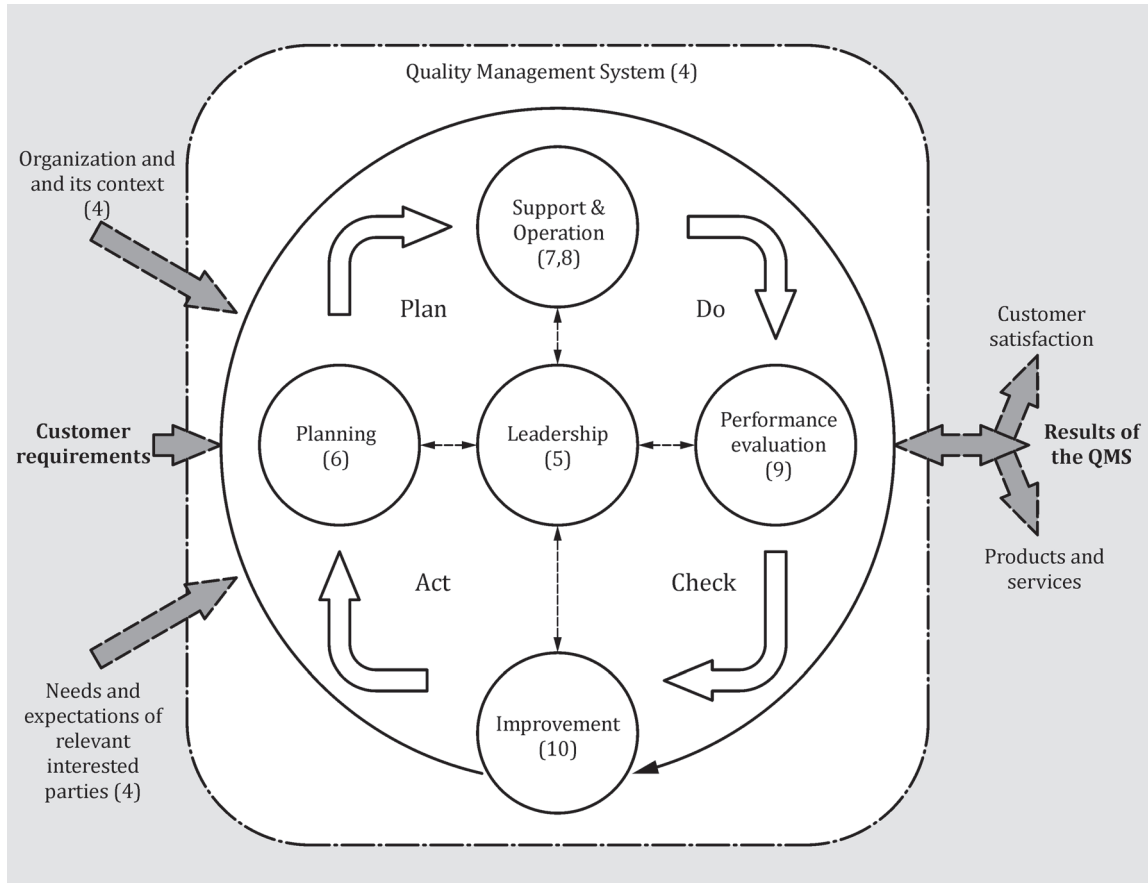 Quality Management System (4)
Organization and
and its context
(4)
Support &
Operation
(7,8)
Plan
Do
Customer
satisfaction
Customer
requirements
Planning
(6)
Leadership
(5)
Performance
evaluation
(9)
Results of
the QMS
Act
Check
Products and
services
Needs and
expectations of
relevant
interested
parties (4)
Improvement
(10)